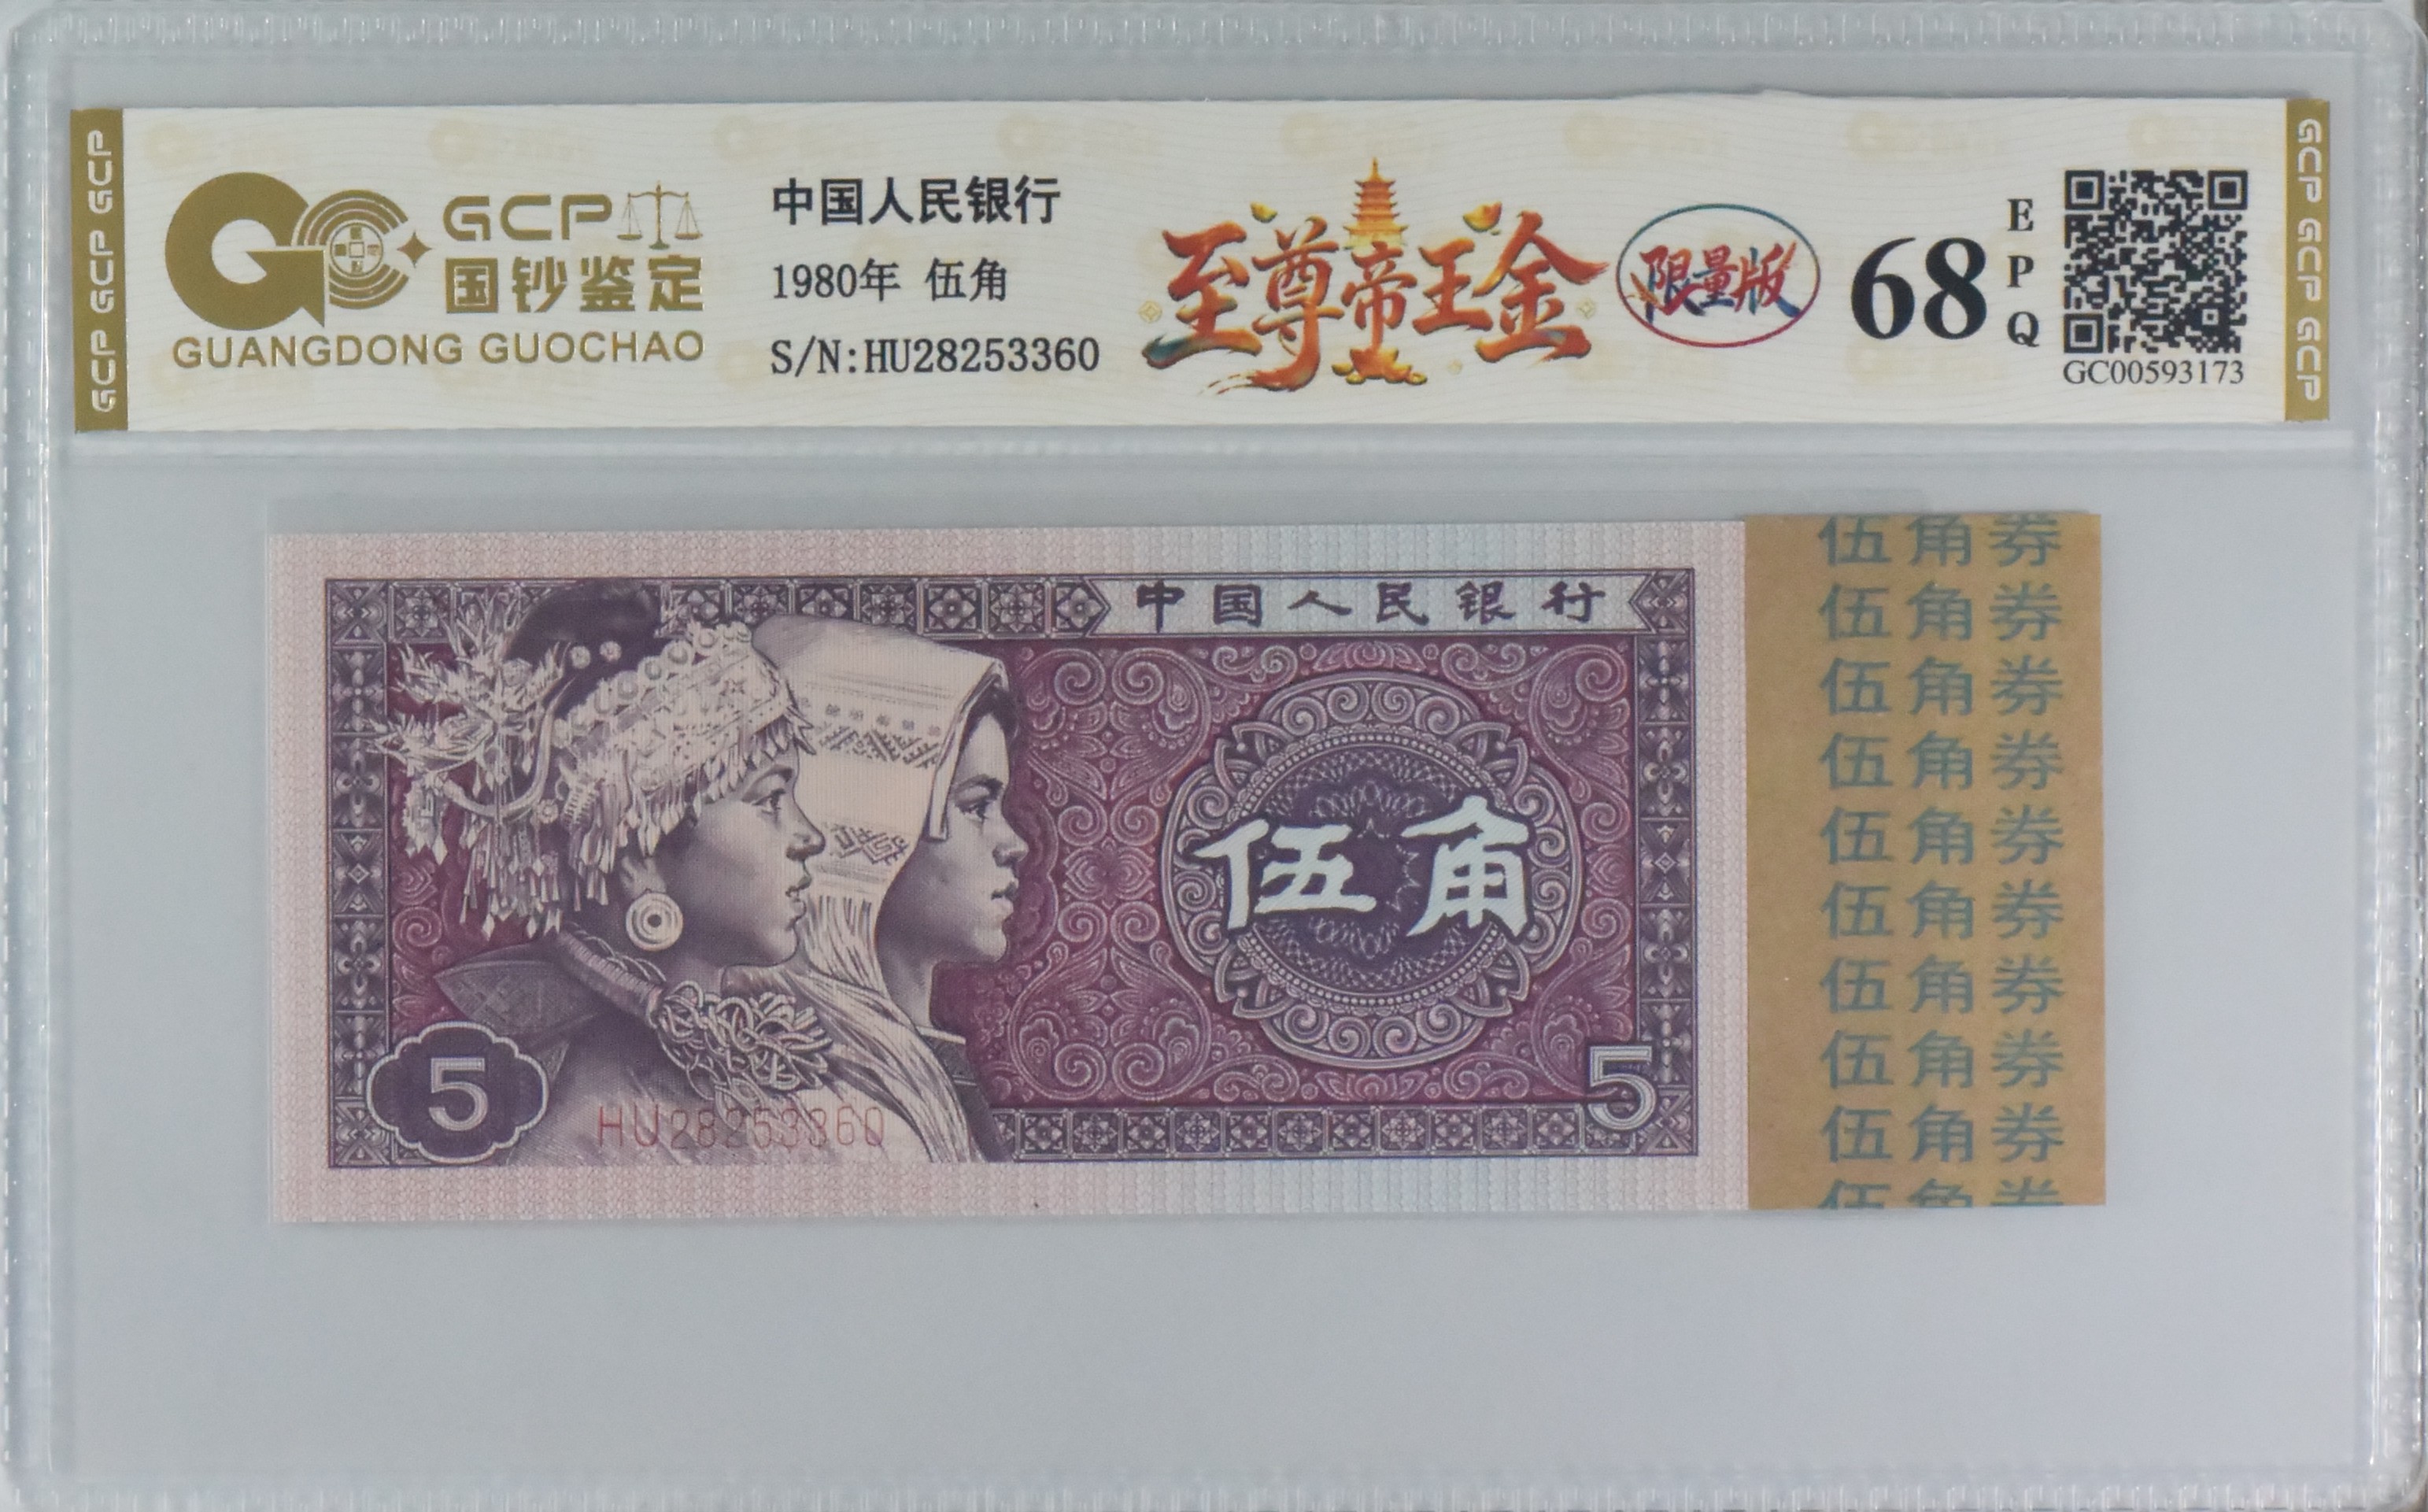 GCP GCP GCP
GCP
国钞鉴定
GUANGDONG GUOCHAO
中国人民银行
1980年 伍角
S/N:HU28253360
至尊帝王金
限量版
68
E
P
Q
GC00593173
GCP GCP GCP
中国人民银行
伍角
5
HU28253360
5
伍角券
伍角券
伍角券
伍角券
伍角券
伍角券
伍角券
伍角券
伍角券
伍角券